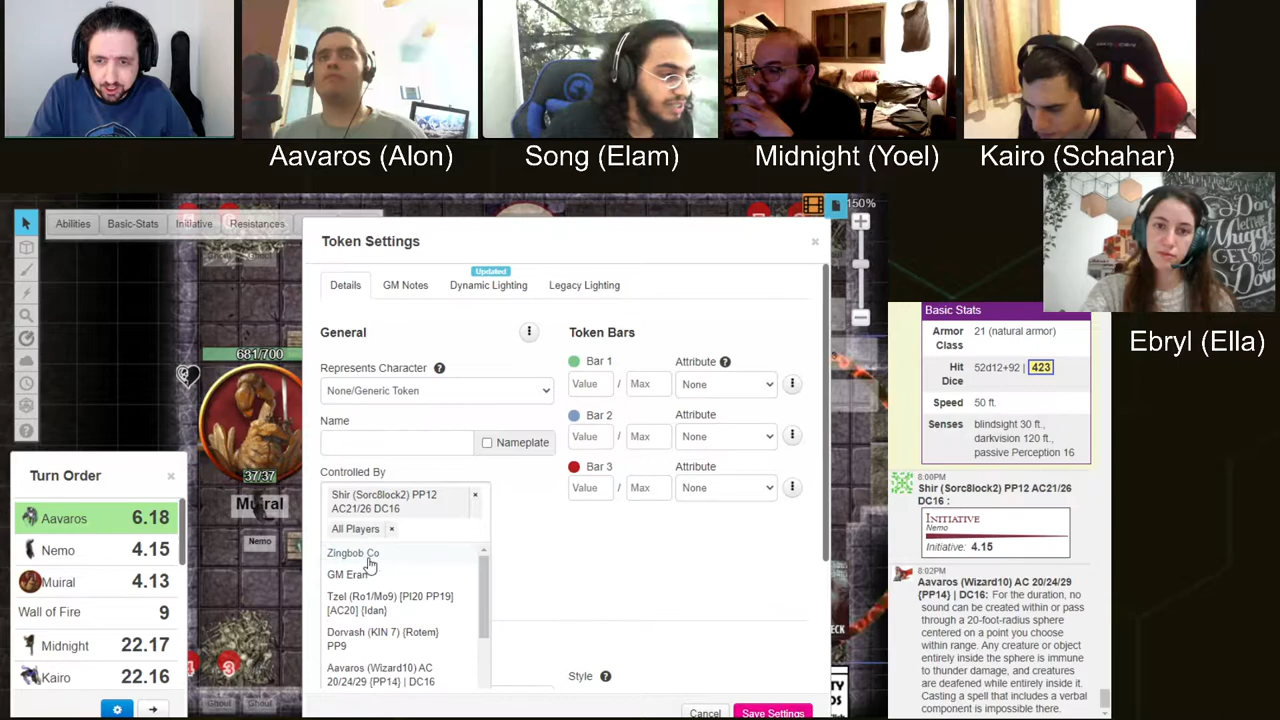 Aavaros (Alon)
Song (Elam)
Midnight (Yoel)
Kairo (Schahar)
Ebryl (Ella)
150%
Abilities
Basic-Stats
Initiative
Resistances
681/700
37/37
Muiral
Nemo
Ghoul
Ghoul
Turn Order
Aavaros 6.18
Nemo 4.15
Muiral 4.13
Wall of Fire 9
Midnight 22.17
Kairo 22.16
Token Settings
Details
GM Notes
Updated
Dynamic Lighting
Legacy Lighting
General
Represents Character
None/Generic Token
Name
Nameplate
Controlled By
Shir (Sorc8lock2) PP12
AC21/26 DC16
All Players
Zingbob Co
GM Eran
Tzel (Ro1/Mo9) [PI20 PP19]
[AC20] {Idan}
Dorvash (KIN 7) {Rotem}
PP9
Aavaros (Wizard10) AC
20/24/29 (PP14) | DC16
Token Bars
Bar 1 Attribute
Value / Max None
Bar 2 Attribute
Value / Max None
Bar 3 Attribute
Value / Max None
Style
Cancel
Save Settings
Basic Stats
Armor Class 21 (natural armor)
Hit Dice 52d12+92 | 423
Speed 50 ft.
Senses blindsight 30 ft.,
darkvision 120 ft.,
passive Perception 16
8:00PM
Shir (Sorc8lock2) PP12 AC21/26
DC16 :
Initiative
Nemo
Initiative: 4.15
8:02PM
Aavaros (Wizard10) AC 20/24/29
(PP14) | DC16: For the duration, no
sound can be created within or pass
through a 20-foot-radius sphere
centered on a point you choose
within range. Any creature or object
entirely inside the sphere is immune
to thunder damage, and creatures
are deafened while entirely inside it.
Casting a spell that includes a verbal
component is impossible there.